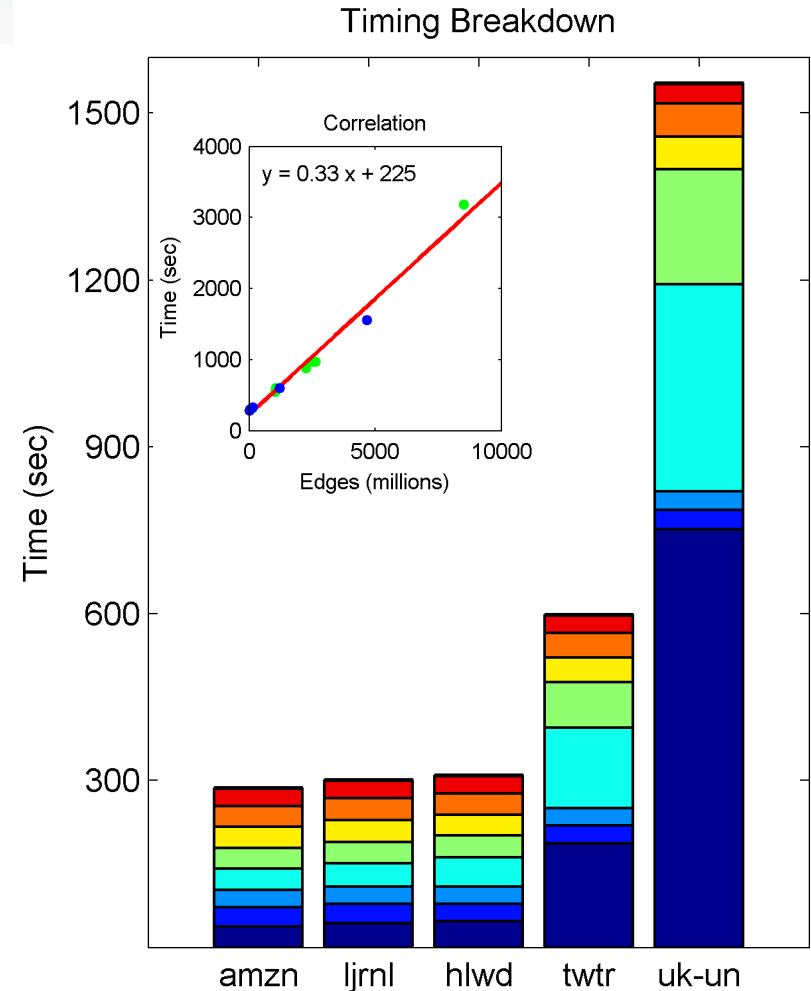 Timing Breakdown
1500
1200
900
600
300
Time (sec)
Correlation
y = 0.33 x + 225
4000
3000
2000
1000
0
Time (sec)
0 5000 10000
Edges (millions)
amzn ljrnl hlwd twtr uk-un